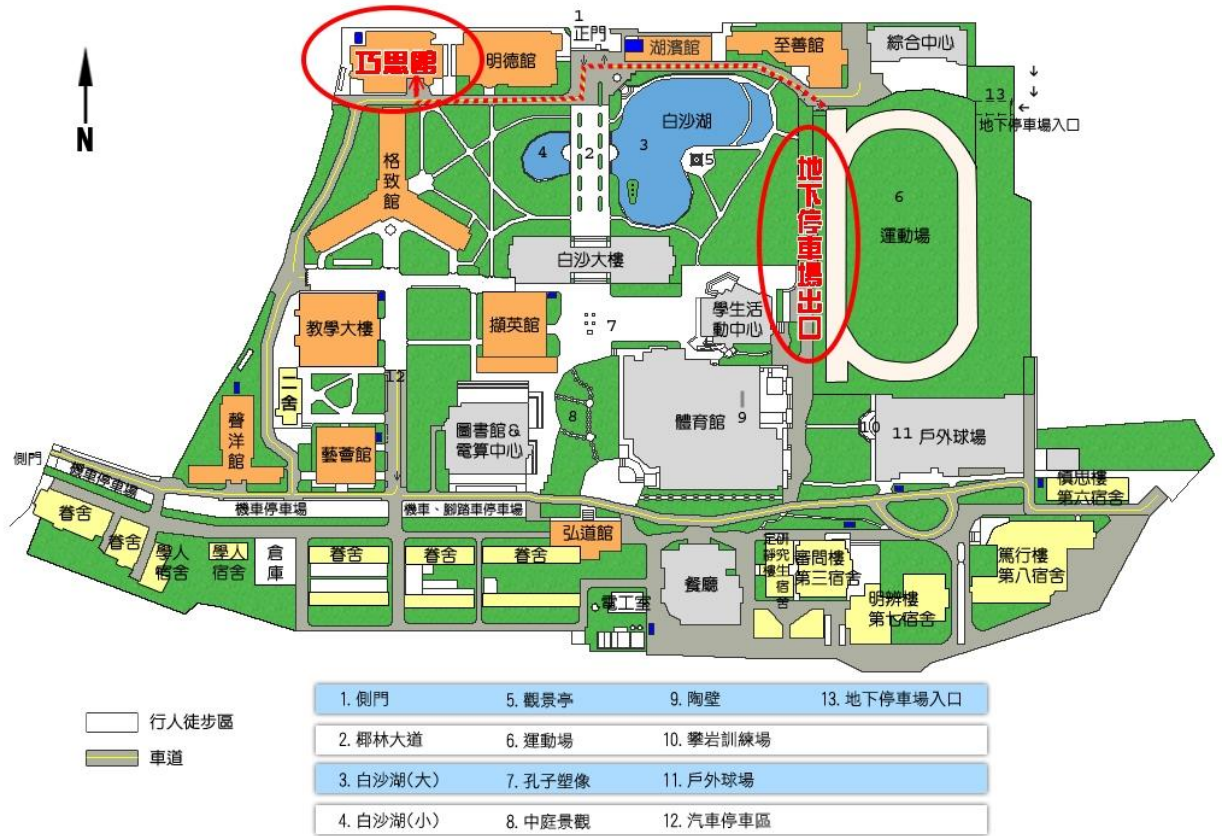 1
正門
巧思館
明德館
湖濱館
至善館
綜合中心
13
地下停車場入口
N
格致館
4
2
3
白沙湖
5
地下停車場出口
6
運動場
白沙大樓
教學大樓
擷英館
7
學生活動中心
二舍
12
聲洋館
藝薈館
圖書館&
電算中心
8
體育館
9
10
11 戶外球場
側門
機車停車場
機車停車場
機車、腳踏車停車場
慎思樓
第六宿舍
眷舍
眷舍
學人
宿舍
學人
宿舍
倉庫
眷舍
眷舍
眷舍
弘道館
餐廳
電工室
研究生宿舍
定靜樓
審問樓
第三宿舍
明辨樓
第七宿舍
篤行樓
第八宿舍
行人徒步區
車道
1. 側門 5. 觀景亭 9. 陶壁 13. 地下停車場入口
2. 椰林大道 6. 運動場 10. 攀岩訓練場
3. 白沙湖(大) 7. 孔子塑像 11. 戶外球場
4. 白沙湖(小) 8. 中庭景觀 12. 汽車停車區